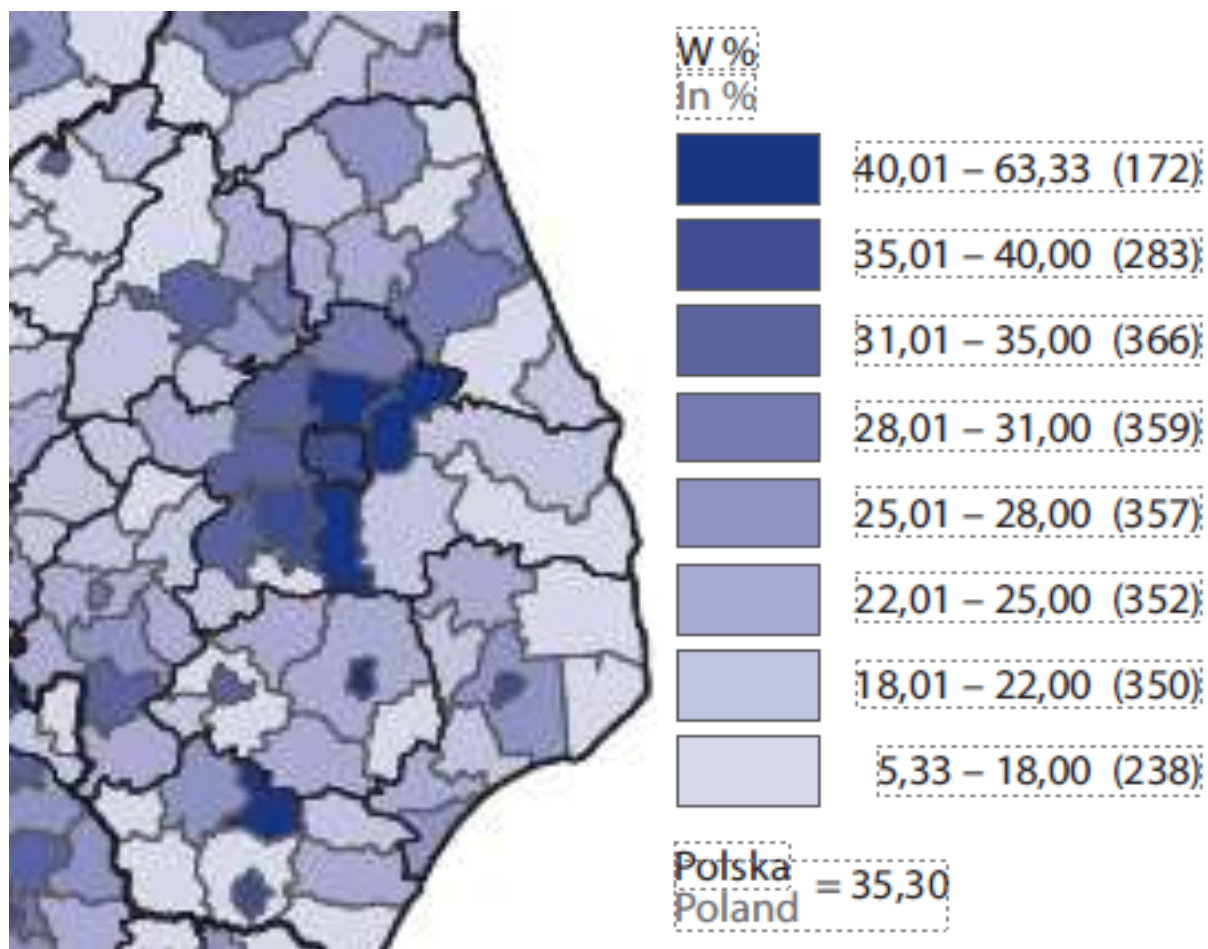 W %
In %
40,01 – 63,33 (172)
35,01 – 40,00 (283)
31,01 – 35,00 (366)
28,01 – 31,00 (359)
25,01 – 28,00 (357)
22,01 – 25,00 (352)
18,01 – 22,00 (350)
5,33 – 18,00 (238)
Polska
Poland = 35,30